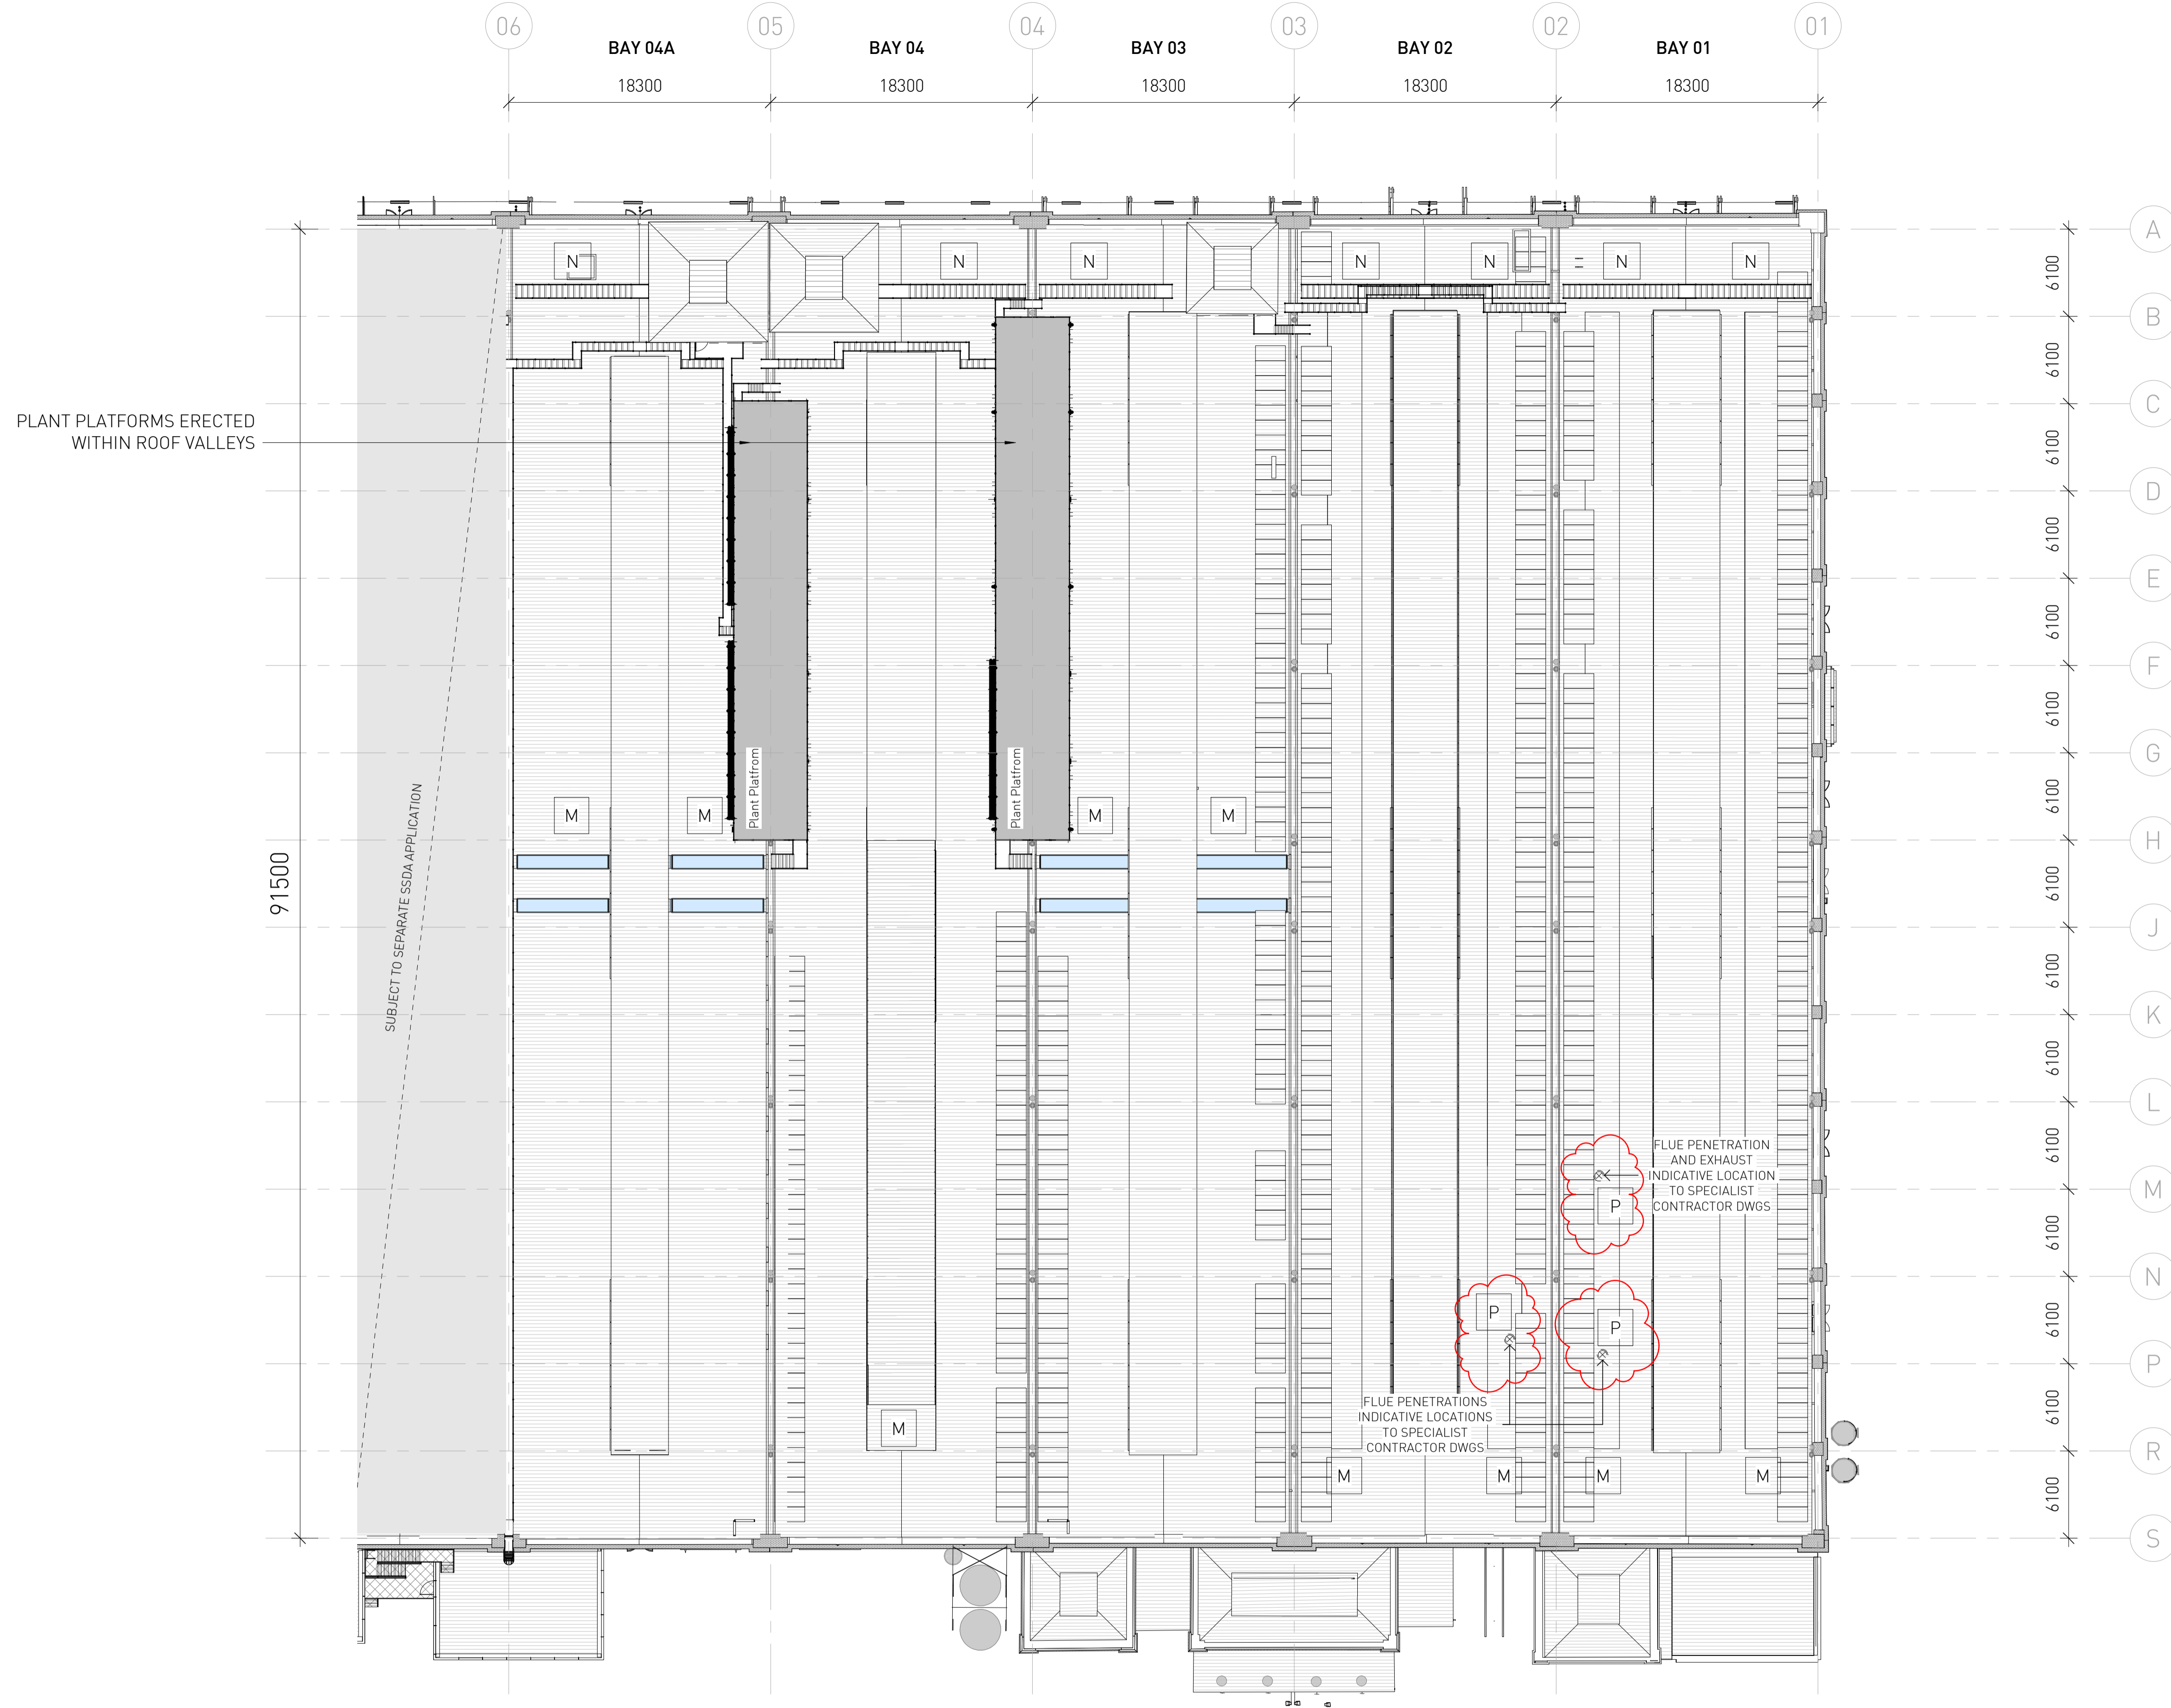 06
05
04
03
02
01
BAY 04A
BAY 04
BAY 03
BAY 02
BAY 01
18300
18300
18300
18300
18300
A
N
N
N
N
N
N
N
6100
B
6100
C
PLANT PLATFORMS ERECTED
WITHIN ROOF VALLEYS
6100
D
6100
E
6100
F
6100
G
Plant Platfrom
Plant Platfrom
6100
M
M
M
M
H
SUBJECT TO SEPARATE SSDA APPLICATION
91500
6100
J
6100
K
6100
L
6100
FLUE PENETRATION
AND EXHAUST
INDICATIVE LOCATION
TO SPECIALIST
CONTRACTOR DWGS
P
M
6100
N
P
P
6100
P
FLUE PENETRATIONS
INDICATIVE LOCATIONS
TO SPECIALIST
CONTRACTOR DWGS
6100
M
R
M
M
M
M
6100
S